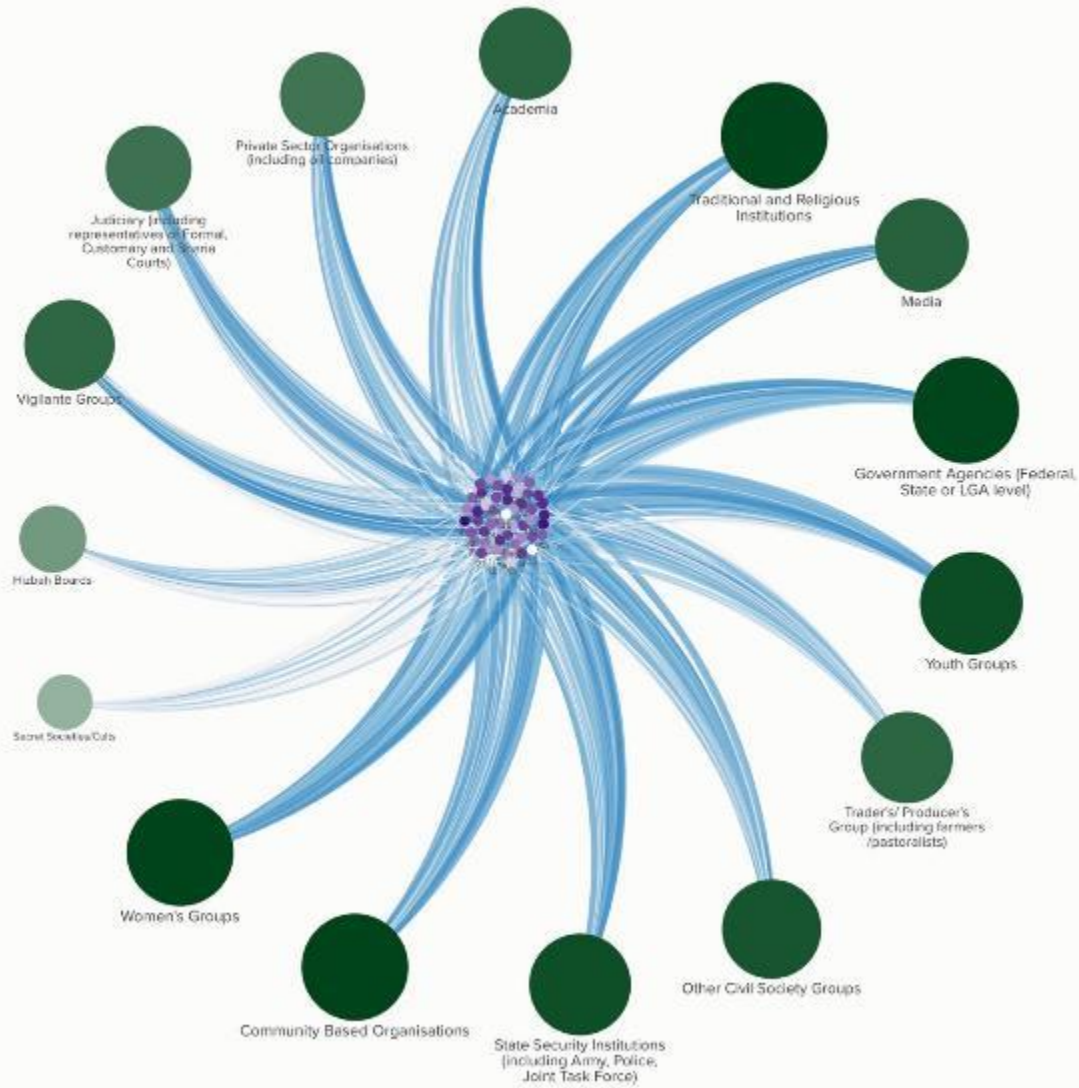 Academia
Private Sector Organisations
(including oil companies)
Traditional and Religious
Institutions
Judiciary (including
representatives of Formal,
Customary and Sharia
Courts)
Media
Vigilante Groups
Government Agencies (Federal,
State or LGA level)
Hizbah Boards
Youth Groups
Secret Societies/Cults
Trader's/ Producer's
Group (including farmers
/pastoralists)
Women's Groups
Other Civil Society Groups
Community Based Organisations
State Security Institutions
(including Army, Police,
Joint Task Force)